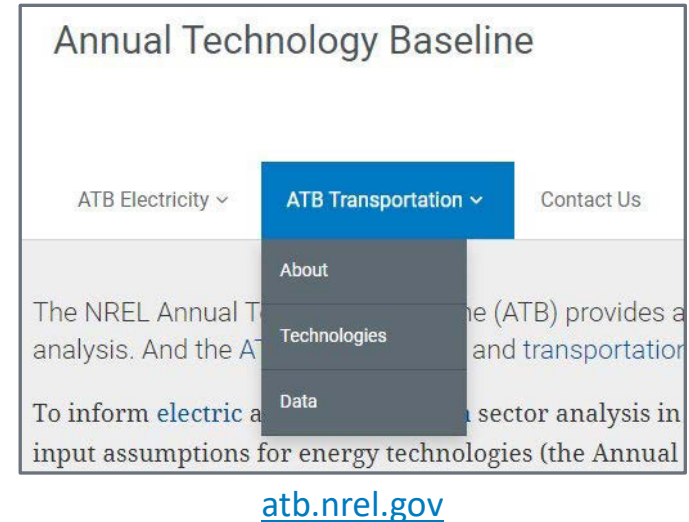 Annual Technology Baseline
ATB Electricity ATB Transportation Contact Us
About
Technologies
Data
The NREL Annual T e (ATB) provides a
analysis. And the A and transportation
To inform electric a sector analysis in
input assumptions for energy technologies (the Annual
atb.nrel.gov